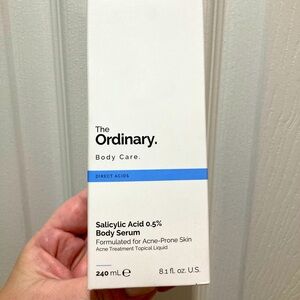 The
Ordinary.
Body Care.
DIRECT ACIDS
Salicylic Acid 0.5%
Body Serum
Formulated for Acne-Prone Skin
Acne Treatment Topical Liquid
240 mL ℮ 8.1 fl. oz. U.S.